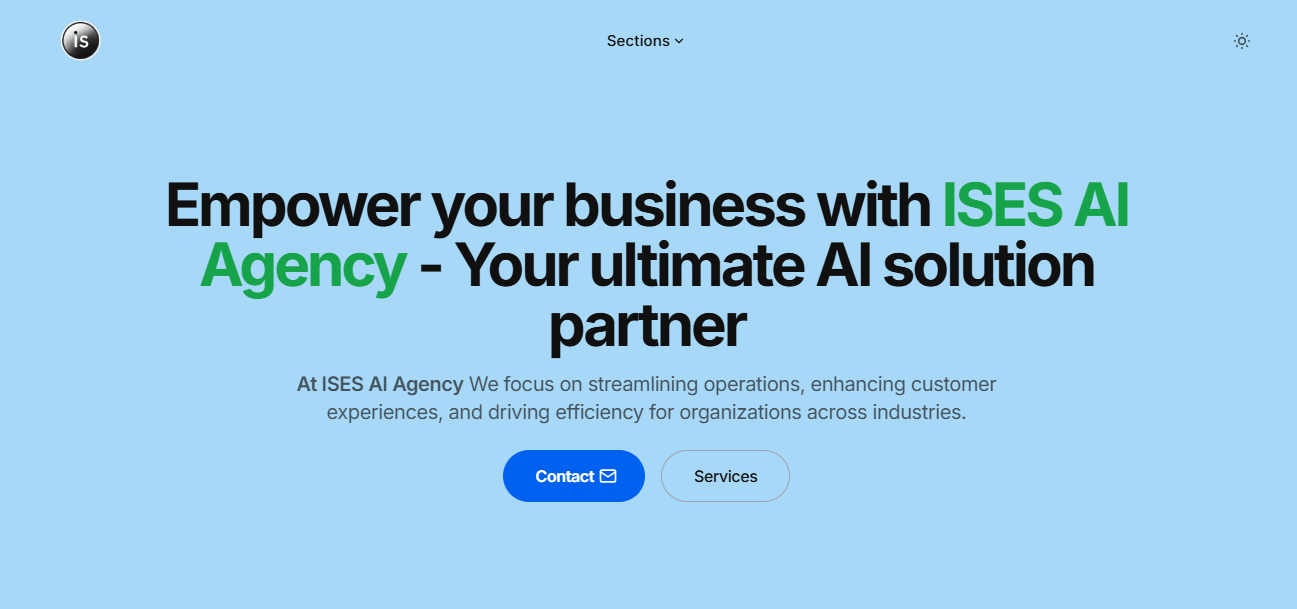 is
Sections
Empower your business with ISES AI
Agency - Your ultimate AI solution
partner
At ISES AI Agency We focus on streamlining operations, enhancing customer
experiences, and driving efficiency for organizations across industries.
Contact
Services